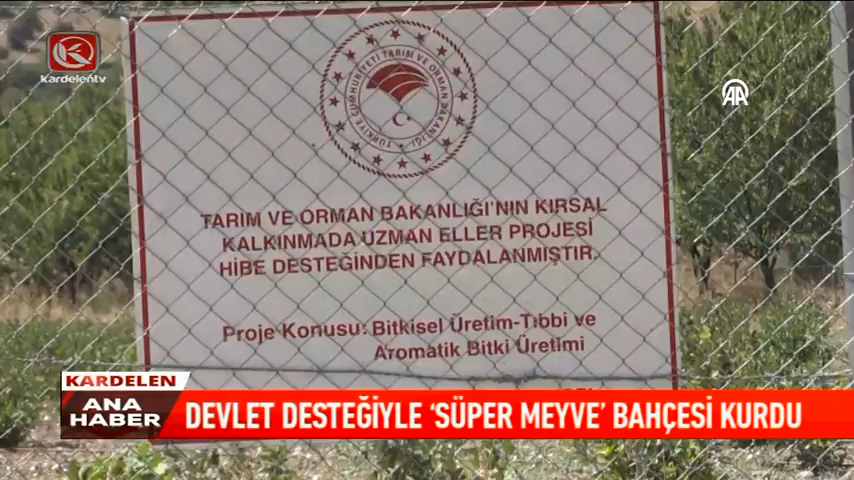 Kardelentv
AA
TÜRKİYE CUMHURİYETİ TARIM VE ORMAN BAKANLIĞI
TARIM VE ORMAN BAKANLIĞI'NIN KIRSAL
KALKINMADA UZMAN ELLER PROJESİ
HİBE DESTEĞİNDEN FAYDALANMIŞTIR.
Proje Konusu: Bitkisel Üretim-Tıbbi ve
Aromatik Bitki Üretimi
KARDELEN
ANA
HABER
DEVLET DESTEĞİYLE ‘SÜPER MEYVE’ BAHÇESİ KURDU